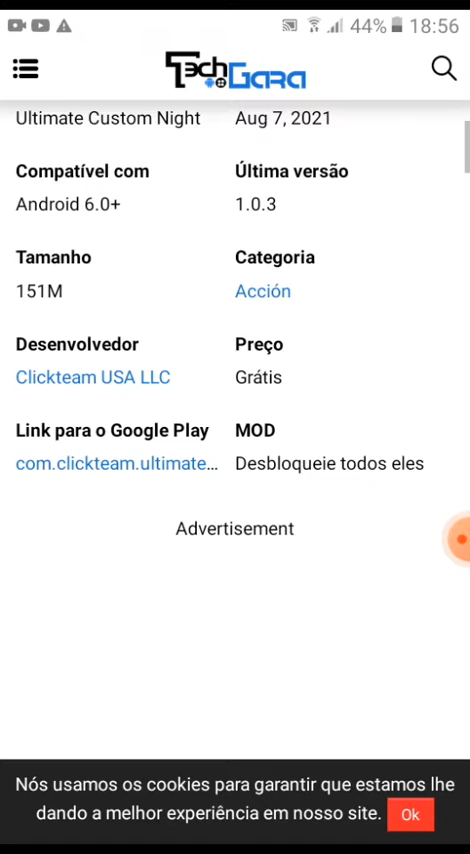 44% 18:56
TechGara
Ultimate Custom Night Aug 7, 2021
Compatível com Última versão
Android 6.0+ 1.0.3
Tamanho Categoria
151M Acción
Desenvolvedor Preço
Clickteam USA LLC Grátis
Link para o Google Play MOD
com.clickteam.ultimate... Desbloqueie todos eles
Advertisement
Nós usamos os cookies para garantir que estamos lhe
dando a melhor experiência em nosso site. Ok